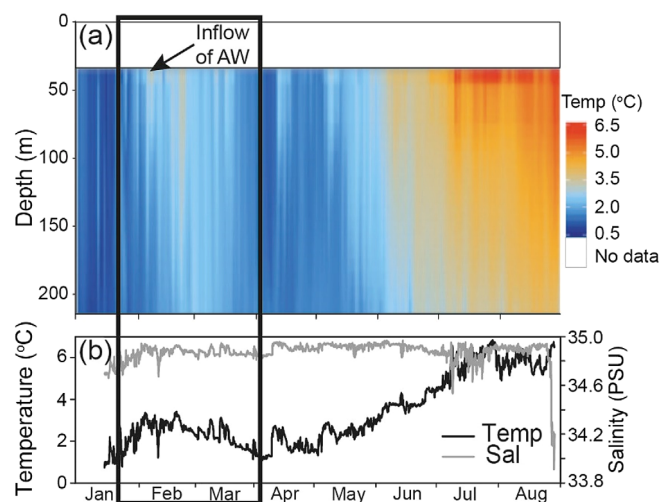 (a)
Inflow
of AW
0
50
100
150
200
Depth (m)
Temp (°C)
6.5
5.0
3.5
2.0
0.5
No data
(b)
6
4
2
0
Temperature (°C)
35.0
34.6
34.2
33.8
Salinity (PSU)
Temp
Sal
Jan Feb Mar Apr May Jun Jul Aug